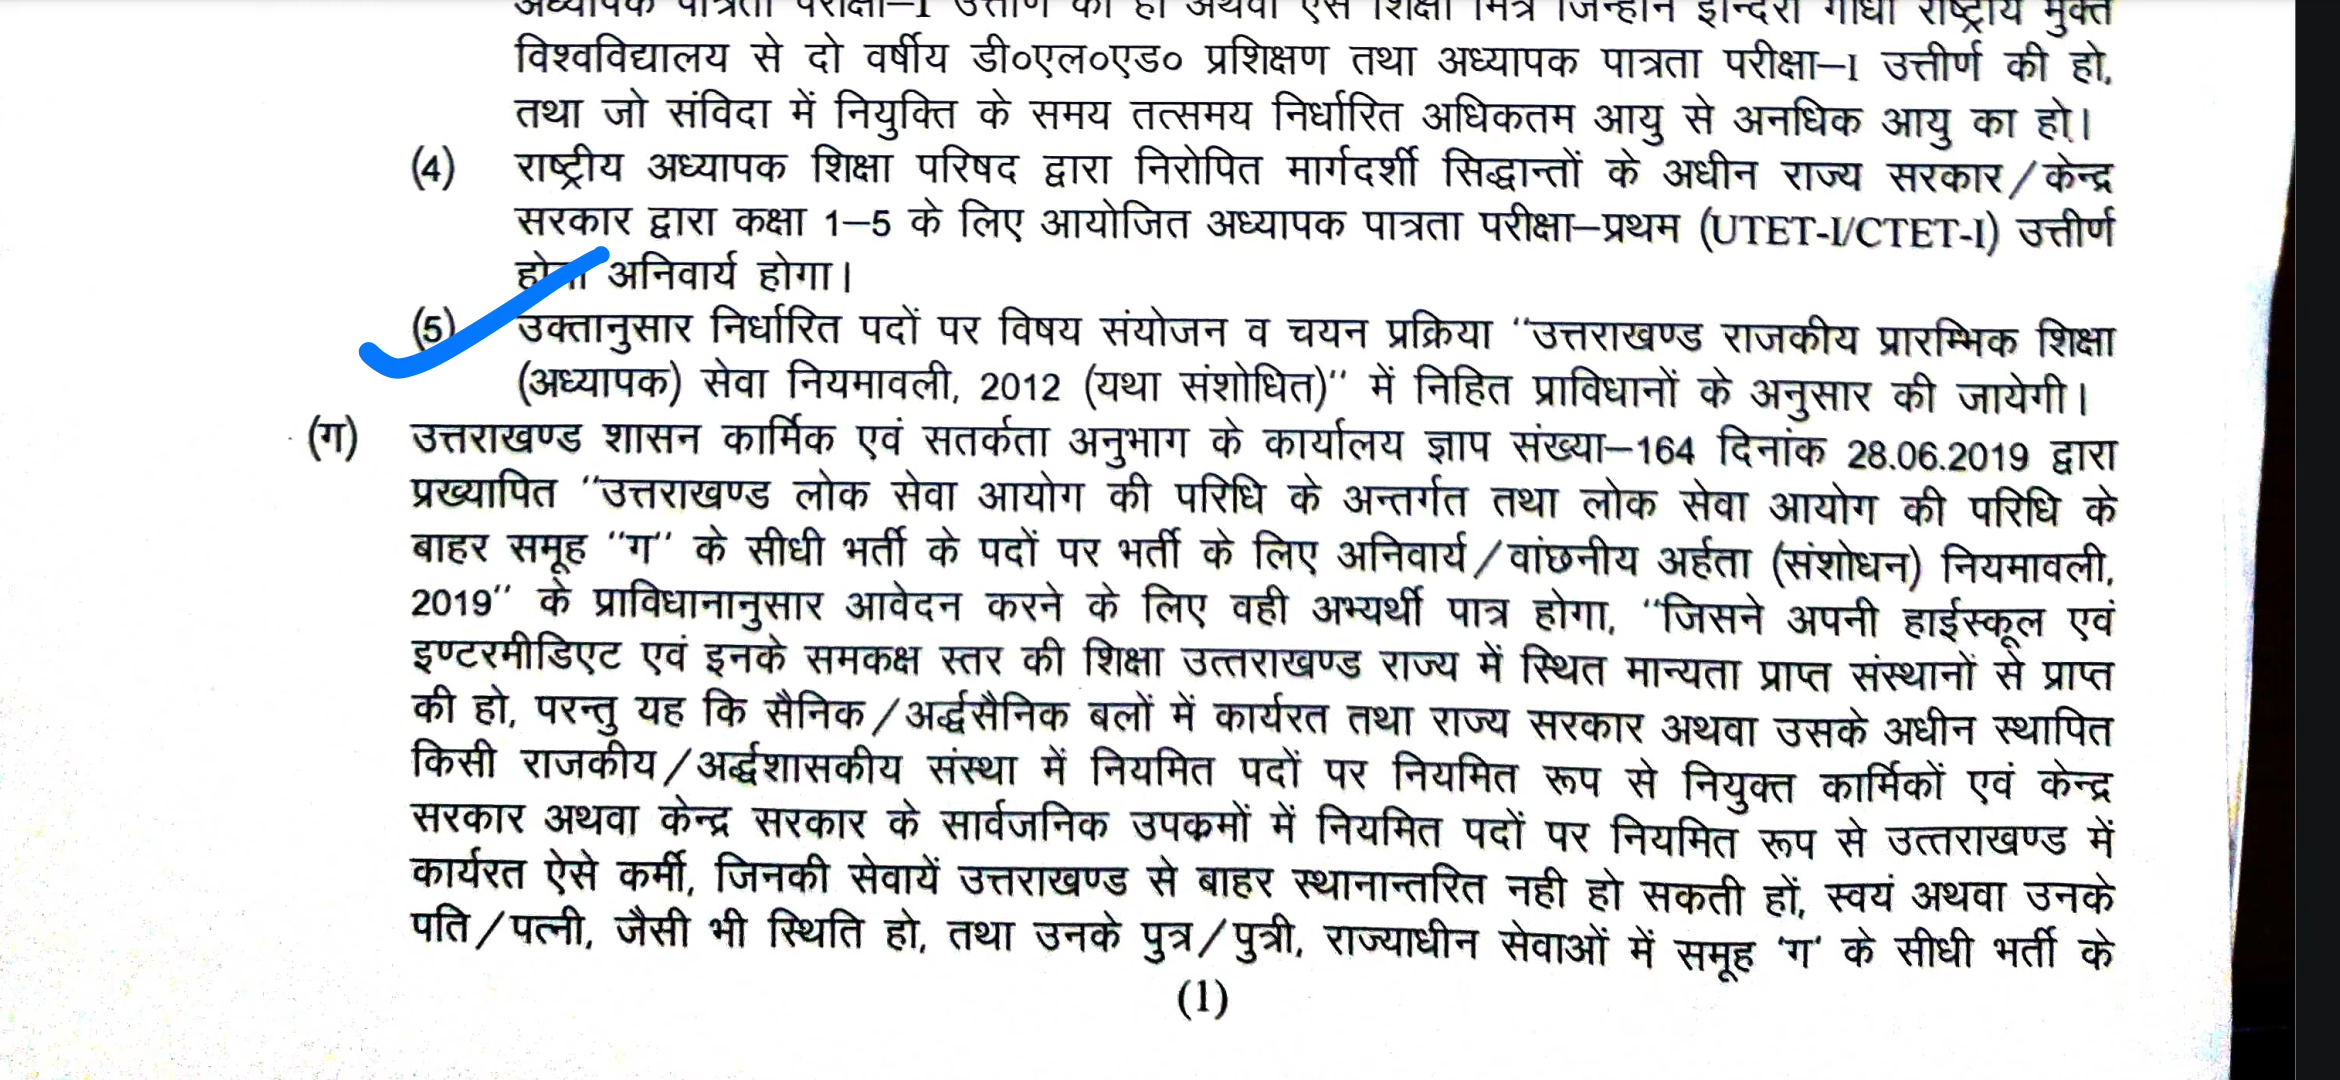 अध्यापक पात्रता परीक्षा–I उत्तीर्ण की हो अथवा ऐसे शिक्षा मित्र जिन्होंने इन्दिरा गांधी राष्ट्रीय मुक्त
विश्वविद्यालय से दो वर्षीय डी०एल०एड० प्रशिक्षण तथा अध्यापक पात्रता परीक्षा–I उत्तीर्ण की हो,
तथा जो संविदा में नियुक्ति के समय तत्समय निर्धारित अधिकतम आयु से अनधिक आयु का हो।
(4) राष्ट्रीय अध्यापक शिक्षा परिषद द्वारा निरोपित मार्गदर्शी सिद्धान्तों के अधीन राज्य सरकार/केन्द्र
सरकार द्वारा कक्षा 1–5 के लिए आयोजित अध्यापक पात्रता परीक्षा–प्रथम (UTET-I/CTET-I) उत्तीर्ण
होना अनिवार्य होगा।
(5) उक्तानुसार निर्धारित पदों पर विषय संयोजन व चयन प्रक्रिया "उत्तराखण्ड राजकीय प्रारम्भिक शिक्षा
(अध्यापक) सेवा नियमावली, 2012 (यथा संशोधित)" में निहित प्राविधानों के अनुसार की जायेगी।
(ग) उत्तराखण्ड शासन कार्मिक एवं सतर्कता अनुभाग के कार्यालय ज्ञाप संख्या–164 दिनांक 28.06.2019 द्वारा
प्रख्यापित "उत्तराखण्ड लोक सेवा आयोग की परिधि के अन्तर्गत तथा लोक सेवा आयोग की परिधि के
बाहर समूह "ग" के सीधी भर्ती के पदों पर भर्ती के लिए अनिवार्य/वांछनीय अर्हता (संशोधन) नियमावली,
2019" के प्राविधानानुसार आवेदन करने के लिए वही अभ्यर्थी पात्र होगा, "जिसने अपनी हाईस्कूल एवं
इण्टरमीडिएट एवं इनके समकक्ष स्तर की शिक्षा उत्तराखण्ड राज्य में स्थित मान्यता प्राप्त संस्थानों से प्राप्त
की हो, परन्तु यह कि सैनिक/अर्द्धसैनिक बलों में कार्यरत तथा राज्य सरकार अथवा उसके अधीन स्थापित
किसी राजकीय/अर्द्धशासकीय संस्था में नियमित पदों पर नियमित रूप से नियुक्त कार्मिकों एवं केन्द्र
सरकार अथवा केन्द्र सरकार के सार्वजनिक उपक्रमों में नियमित पदों पर नियमित रूप से उत्तराखण्ड में
कार्यरत ऐसे कर्मी, जिनकी सेवायें उत्तराखण्ड से बाहर स्थानान्तरित नही हो सकती हों, स्वयं अथवा उनके
पति/पत्नी, जैसी भी स्थिति हो, तथा उनके पुत्र/पुत्री, राज्याधीन सेवाओं में समूह 'ग' के सीधी भर्ती के
(1)